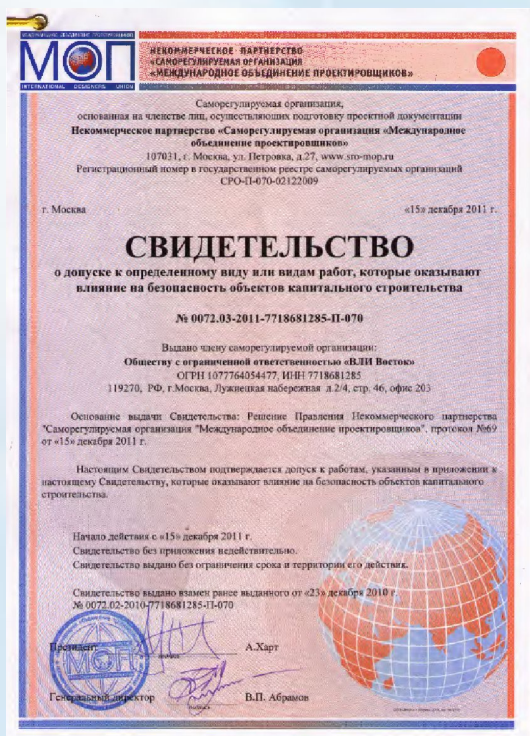 МЕЖДУНАРОДНОЕ ОБЪЕДИНЕНИЕ ПРОЕКТИРОВЩИКОВ
МОП
INTERNATIONAL DESIGNERS UNION
НЕКОММЕРЧЕСКОЕ ПАРТНЕРСТВО
«САМОРЕГУЛИРУЕМАЯ ОРГАНИЗАЦИЯ
«МЕЖДУНАРОДНОЕ ОБЪЕДИНЕНИЕ ПРОЕКТИРОВЩИКОВ»
Саморегулируемая организация,
основанная на членстве лиц, осуществляющих подготовку проектной документации
Некоммерческое партнерство «Саморегулируемая организация «Международное
объединение проектировщиков»
107031, г. Москва, ул. Петровка, д.27, www.sro-mop.ru
Регистрационный номер в государственном реестре саморегулируемых организаций
СРО-П-070-02122009
г. Москва «15» декабря 2011 г.
СВИДЕТЕЛЬСТВО
о допуске к определенному виду или видам работ, которые оказывают
влияние на безопасность объектов капитального строительства
№ 0072.03-2011-7718681285-П-070
Выдано члену саморегулируемой организации:
Обществу с ограниченной ответственностью «ВЛИ Восток»
ОГРН 1077764054477, ИНН 7718681285
119270, РФ, г.Москва, Лужнецкая набережная д.2/4, стр. 46, офис 203
Основание выдачи Свидетельства: Решение Правления Некоммерческого партнерства
"Саморегулируемая организация "Международное объединение проектировщиков", протокол №69
от «15» декабря 2011 г.
Настоящим Свидетельством подтверждается допуск к работам, указанным в приложении к
настоящему Свидетельству, которые оказывают влияние на безопасность объектов капитального
строительства.
Начало действия с «15» декабря 2011 г.
Свидетельство без приложения недействительно.
Свидетельство выдано без ограничения срока и территории его действия.
Свидетельство выдано взамен ранее выданного от «23» декабря 2010 г.
№ 0072.02-2010-7718681285-П-070
Президент А.Харт
МОП
Генеральный директор В.П. Абрамов